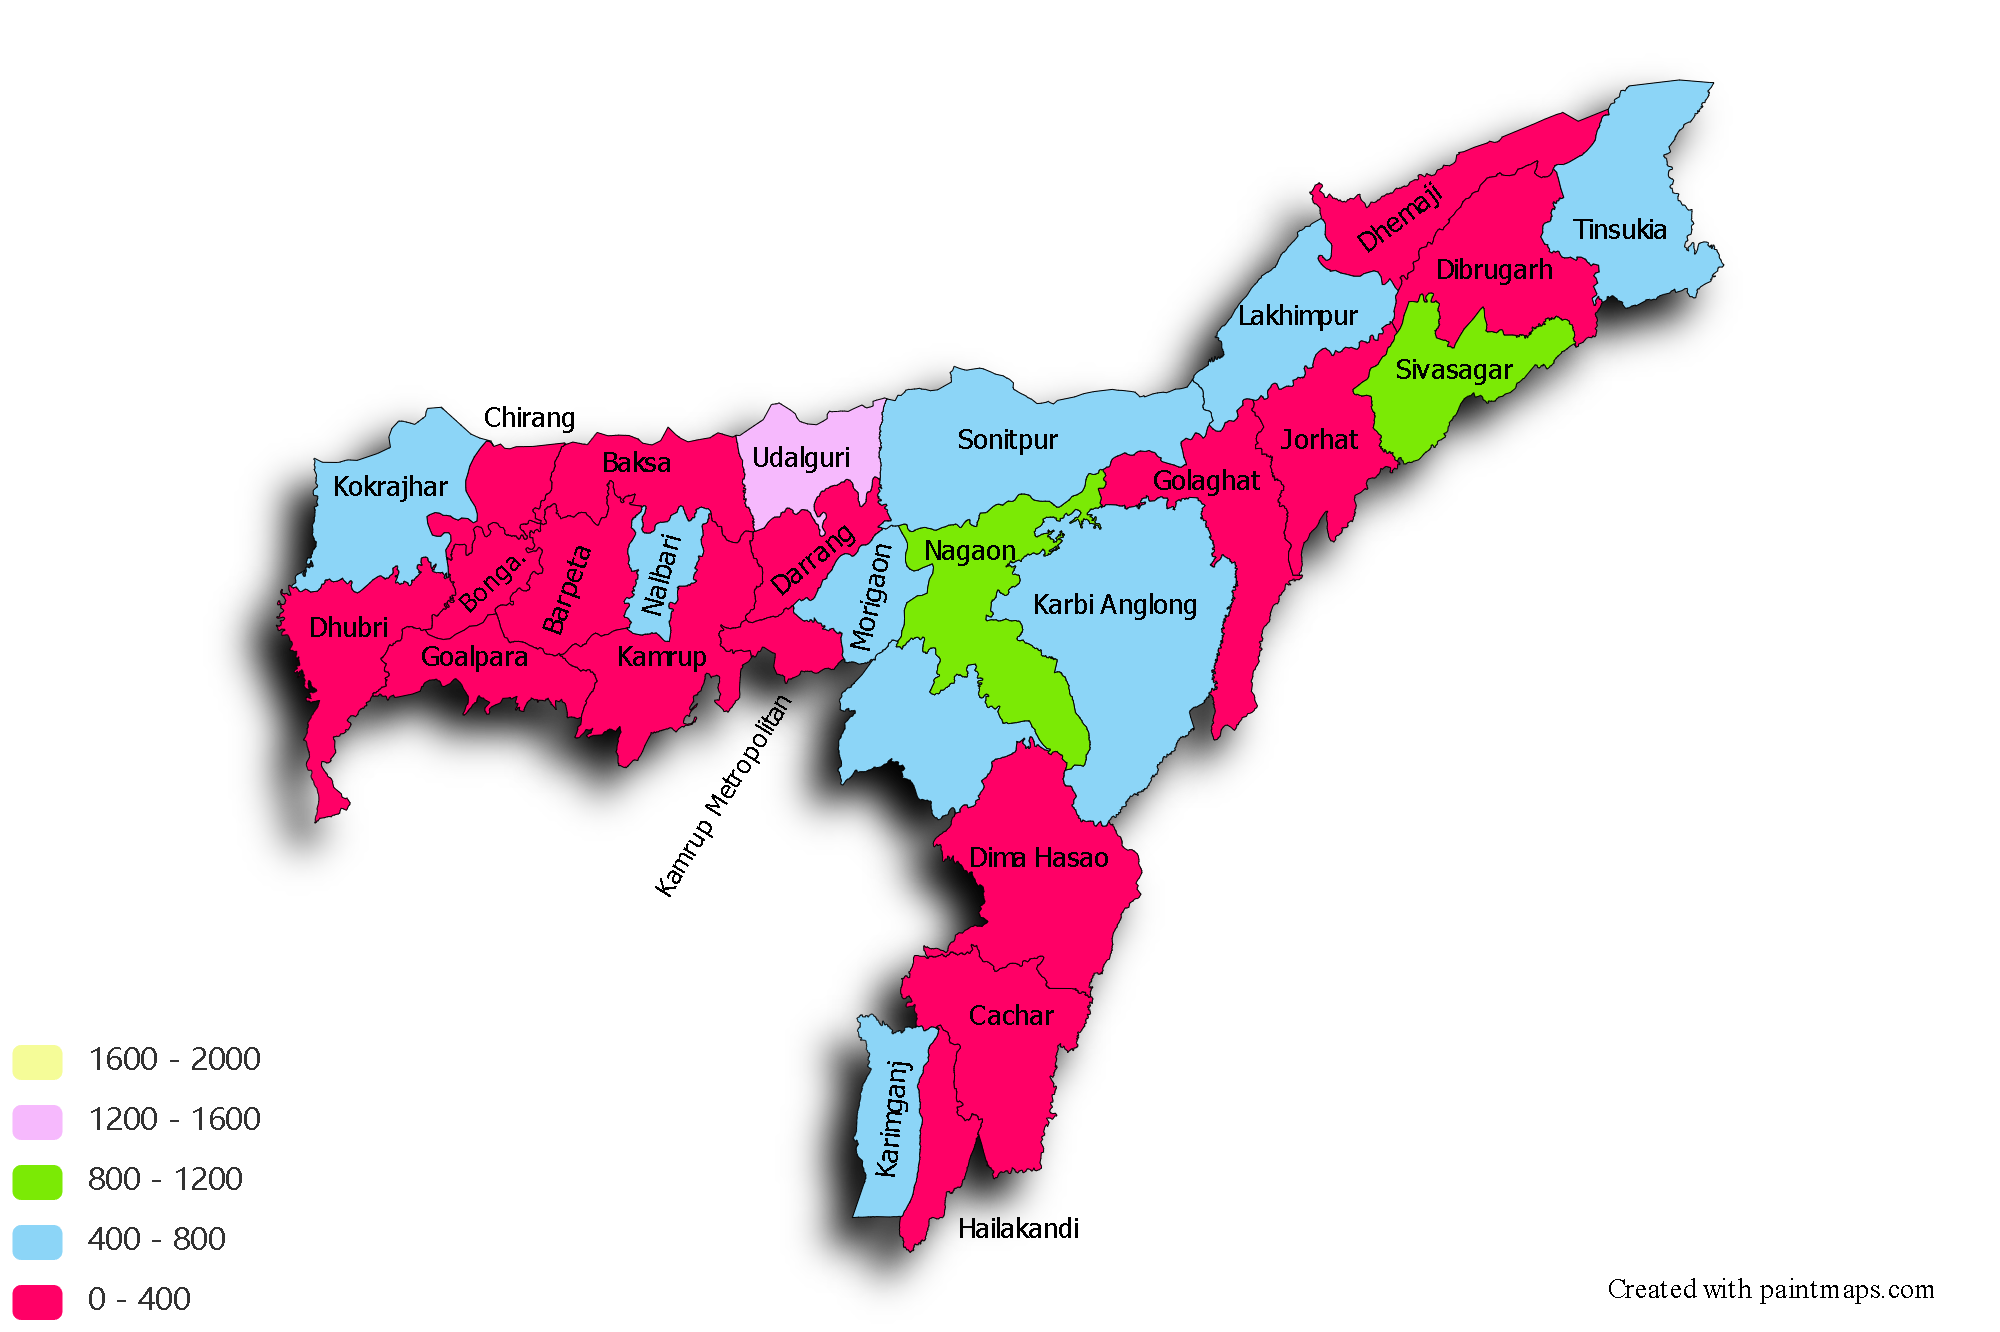 Tinsukia
Dhemaji
Dibrugarh
Lakhimpur
Sivasagar
Chirang
Sonitpur
Jorhat
Udalguri
Baksa
Golaghat
Kokrajhar
Nagaon
Darrang
Nalbari
Bonga.
Barpeta
Morigaon
Karbi Anglong
Dhubri
Goalpara
Kamrup
Kamrup Metropolitan
Dima Hasao
Cachar
Karimganj
Hailakandi
1600 - 2000
1200 - 1600
800 - 1200
400 - 800
0 - 400
Created with paintmaps.com